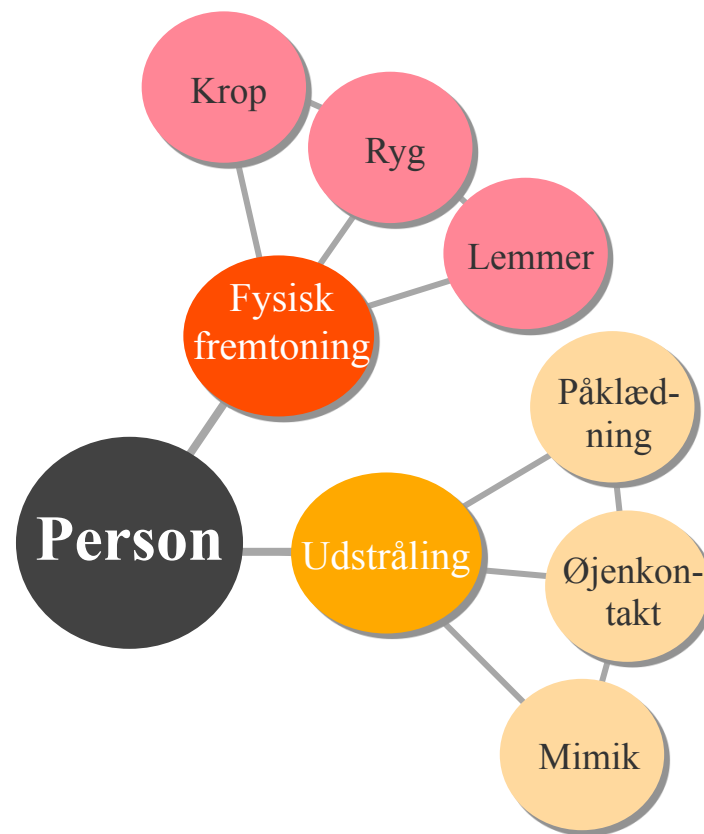 Krop
Ryg
Lemmer
Fysisk
fremtoning
Påklæd-
ning
Person
Udstråling
Øjenkon-
takt
Mimik